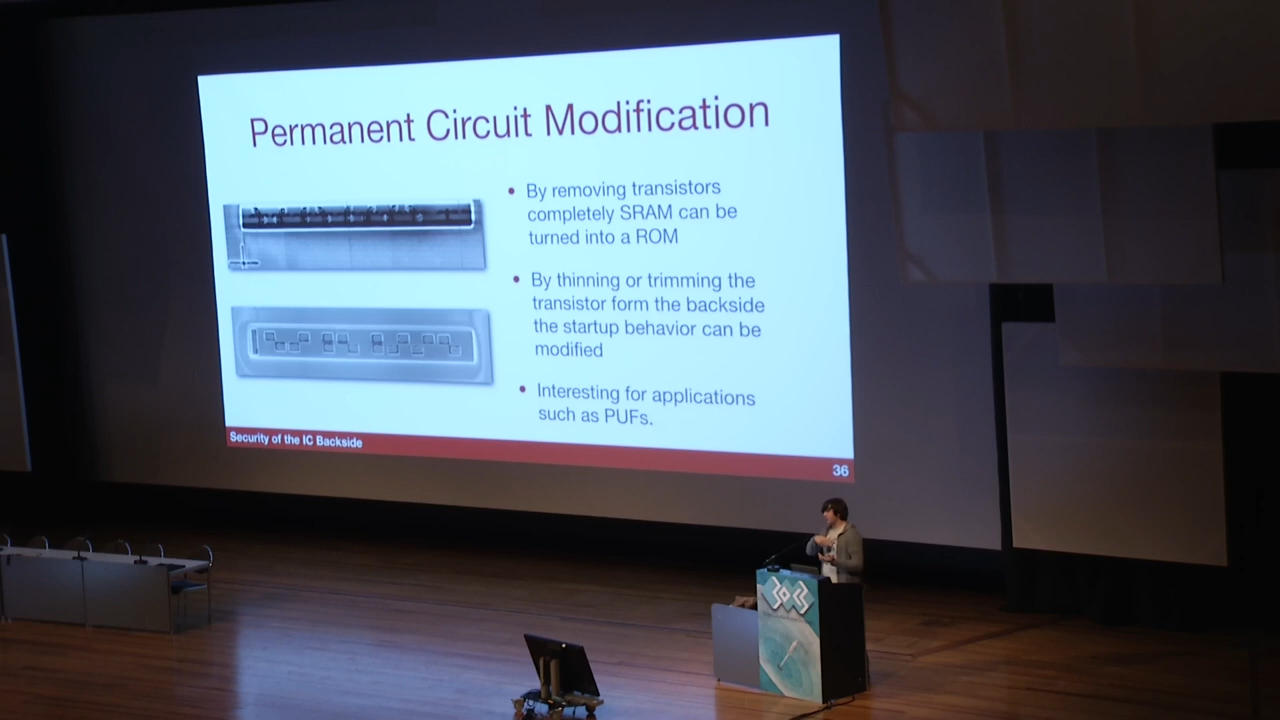 Permanent Circuit Modification
• By removing transistors
completely SRAM can be
turned into a ROM
• By thinning or trimming the
transistor form the backside
the startup behavior can be
modified
• Interesting for applications
such as PUFs.
Security of the IC Backside
36
30C3